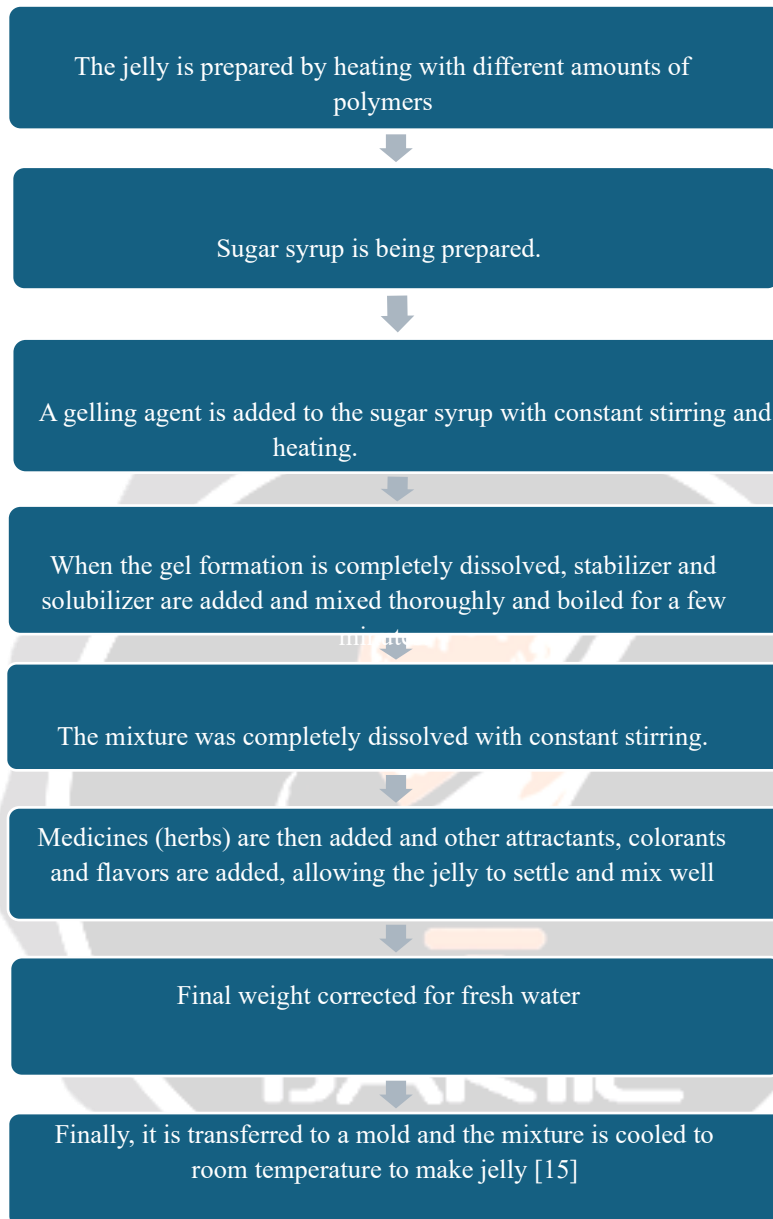 The jelly is prepared by heating with different amounts of
polymers
Sugar syrup is being prepared.
A gelling agent is added to the sugar syrup with constant stirring and
heating.
When the gel formation is completely dissolved, stabilizer and
solubilizer are added and mixed thoroughly and boiled for a few
The mixture was completely dissolved with constant stirring.
Medicines (herbs) are then added and other attractants, colorants
and flavors are added, allowing the jelly to settle and mix well
Final weight corrected for fresh water
Finally, it is transferred to a mold and the mixture is cooled to
room temperature to make jelly [15]